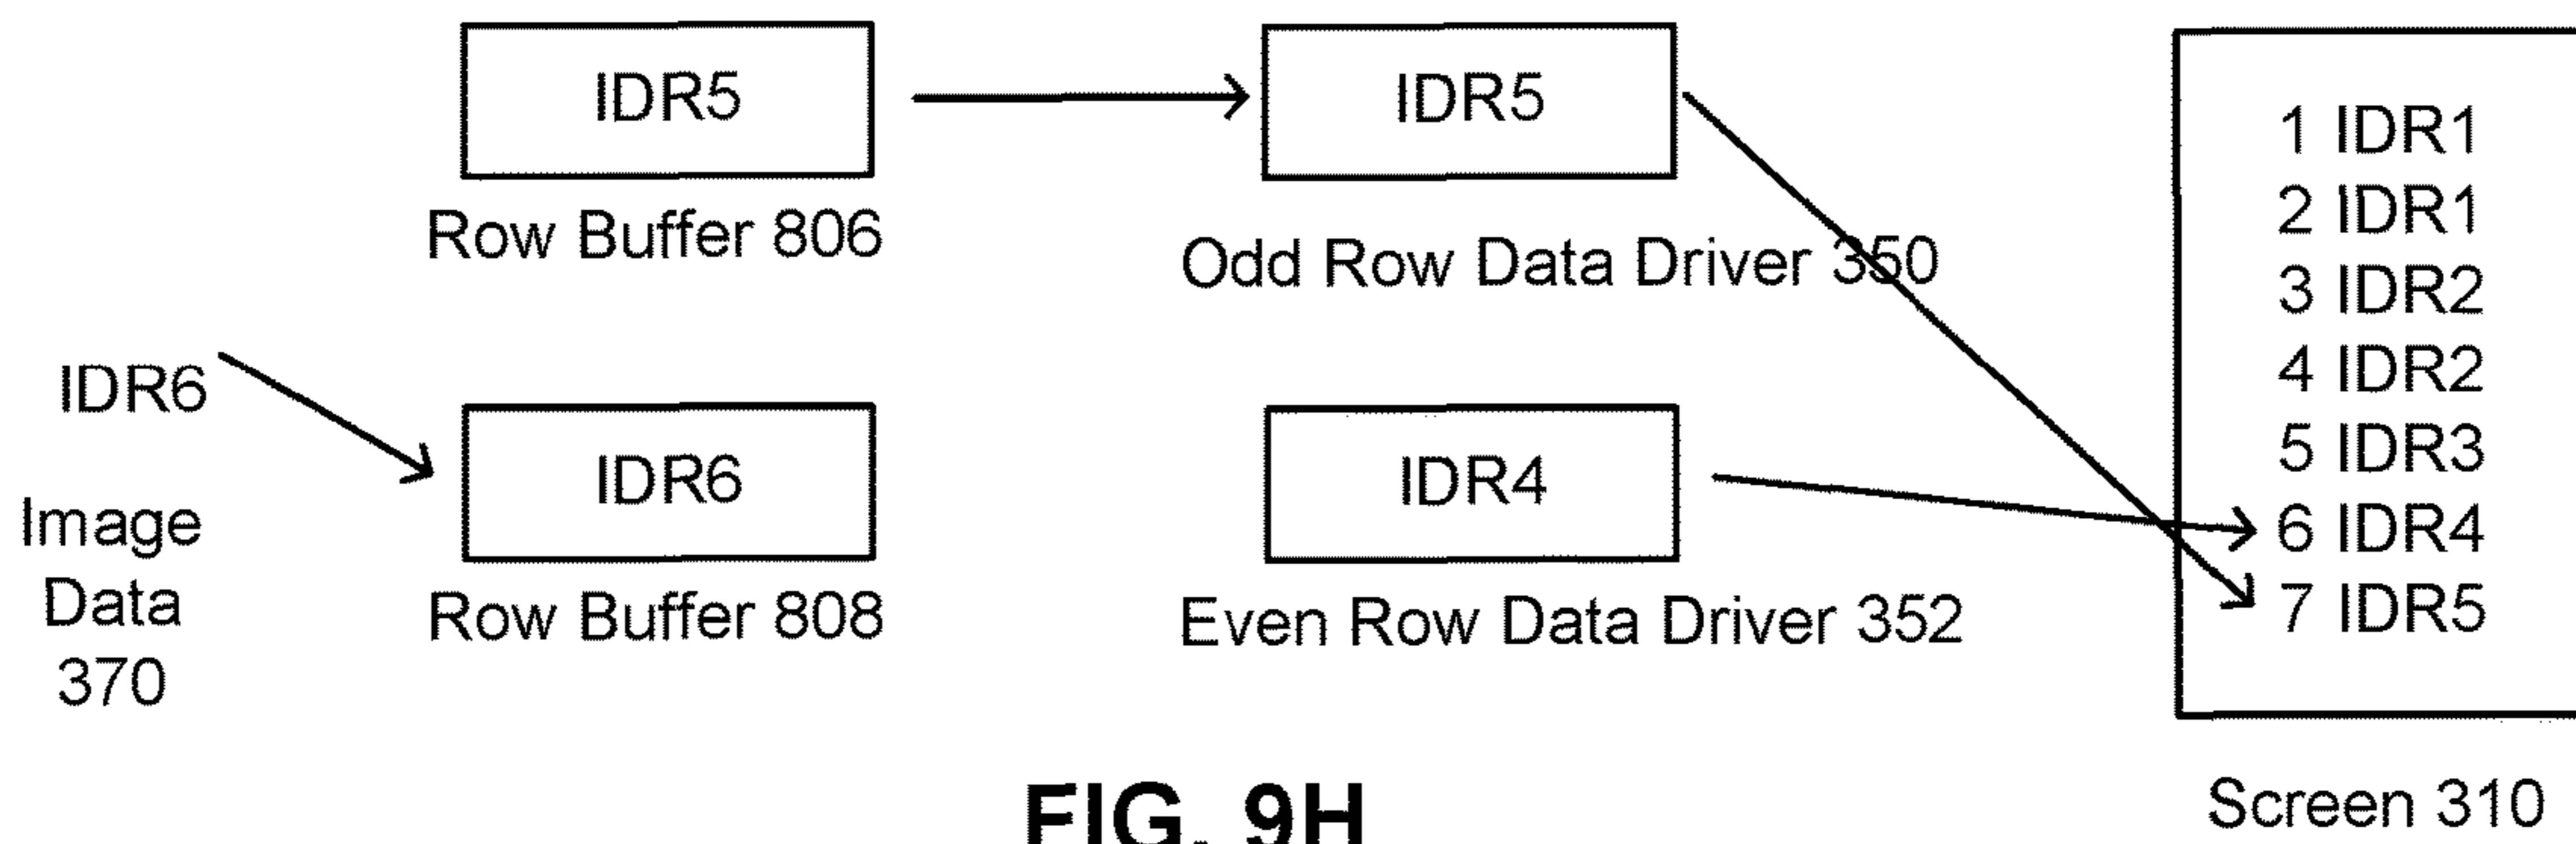 IDR5
Row Buffer 806
IDR5
Odd Row Data Driver 350
IDR6
Image
Data
370
IDR6
Row Buffer 808
IDR4
Even Row Data Driver 352
1 IDR1
2 IDR1
3 IDR2
4 IDR2
5 IDR3
6 IDR4
7 IDR5
Screen 310
FIG. 9H